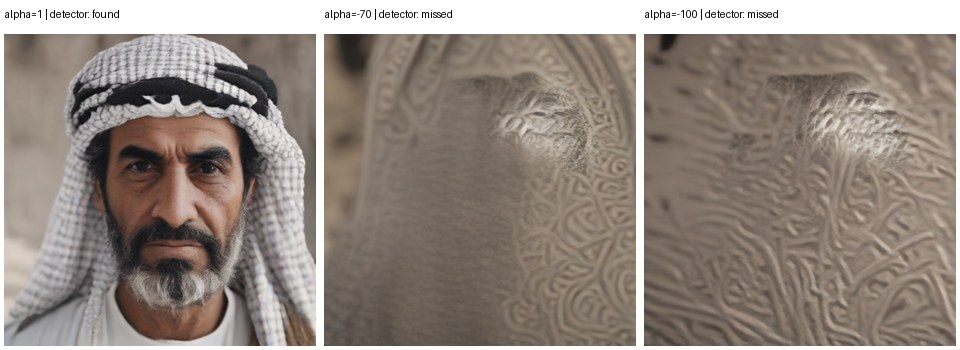 alpha=1 | detector: found
alpha=-70 | detector: missed
alpha=-100 | detector: missed